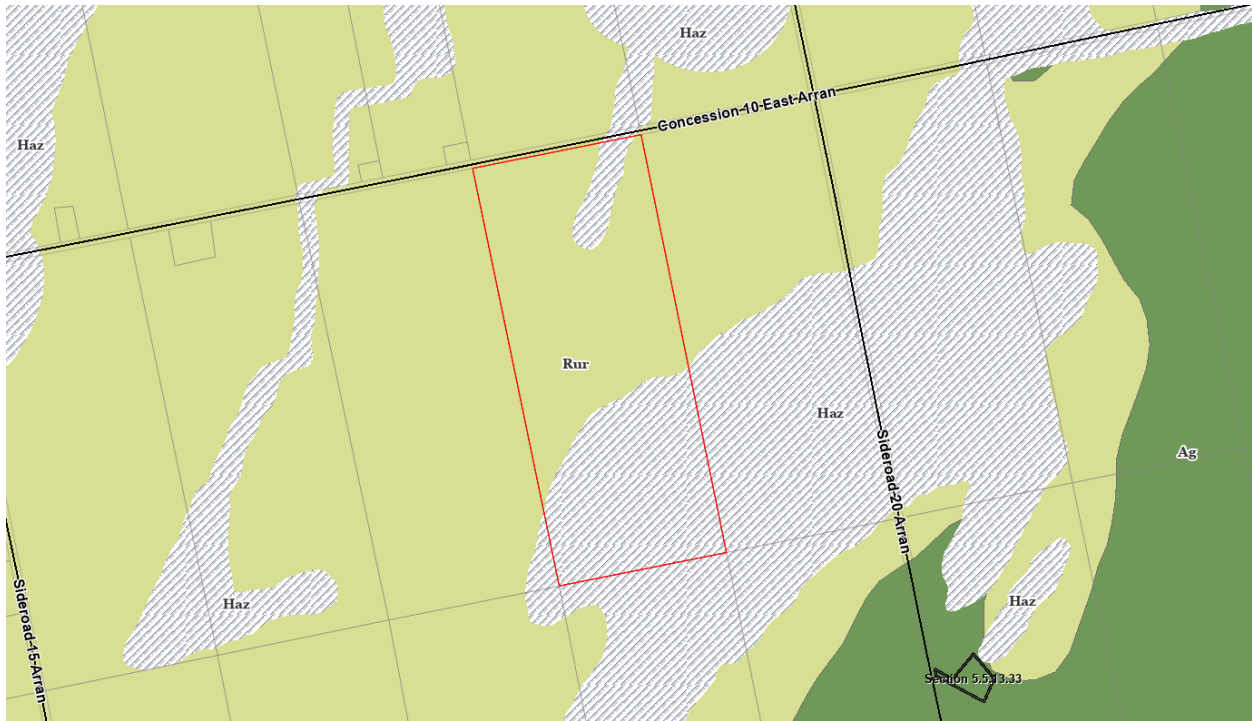 Haz
Concession 10 East Arran
Haz
Rur
Haz
Sideroad 20 Arran
Ag
Sideroad 15 Arran
Haz
Haz
Section 5.5.13.33